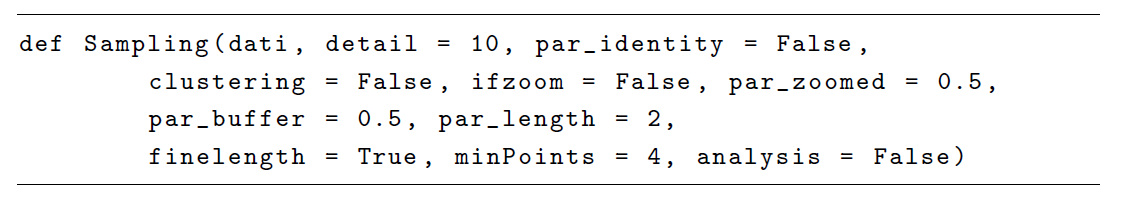 def Sampling(dati, detail = 10, par_identity = False,
clustering = False, ifzoom = False, par_zoomed = 0.5,
par_buffer = 0.5, par_length = 2,
finelength = True, minPoints = 4, analysis = False)